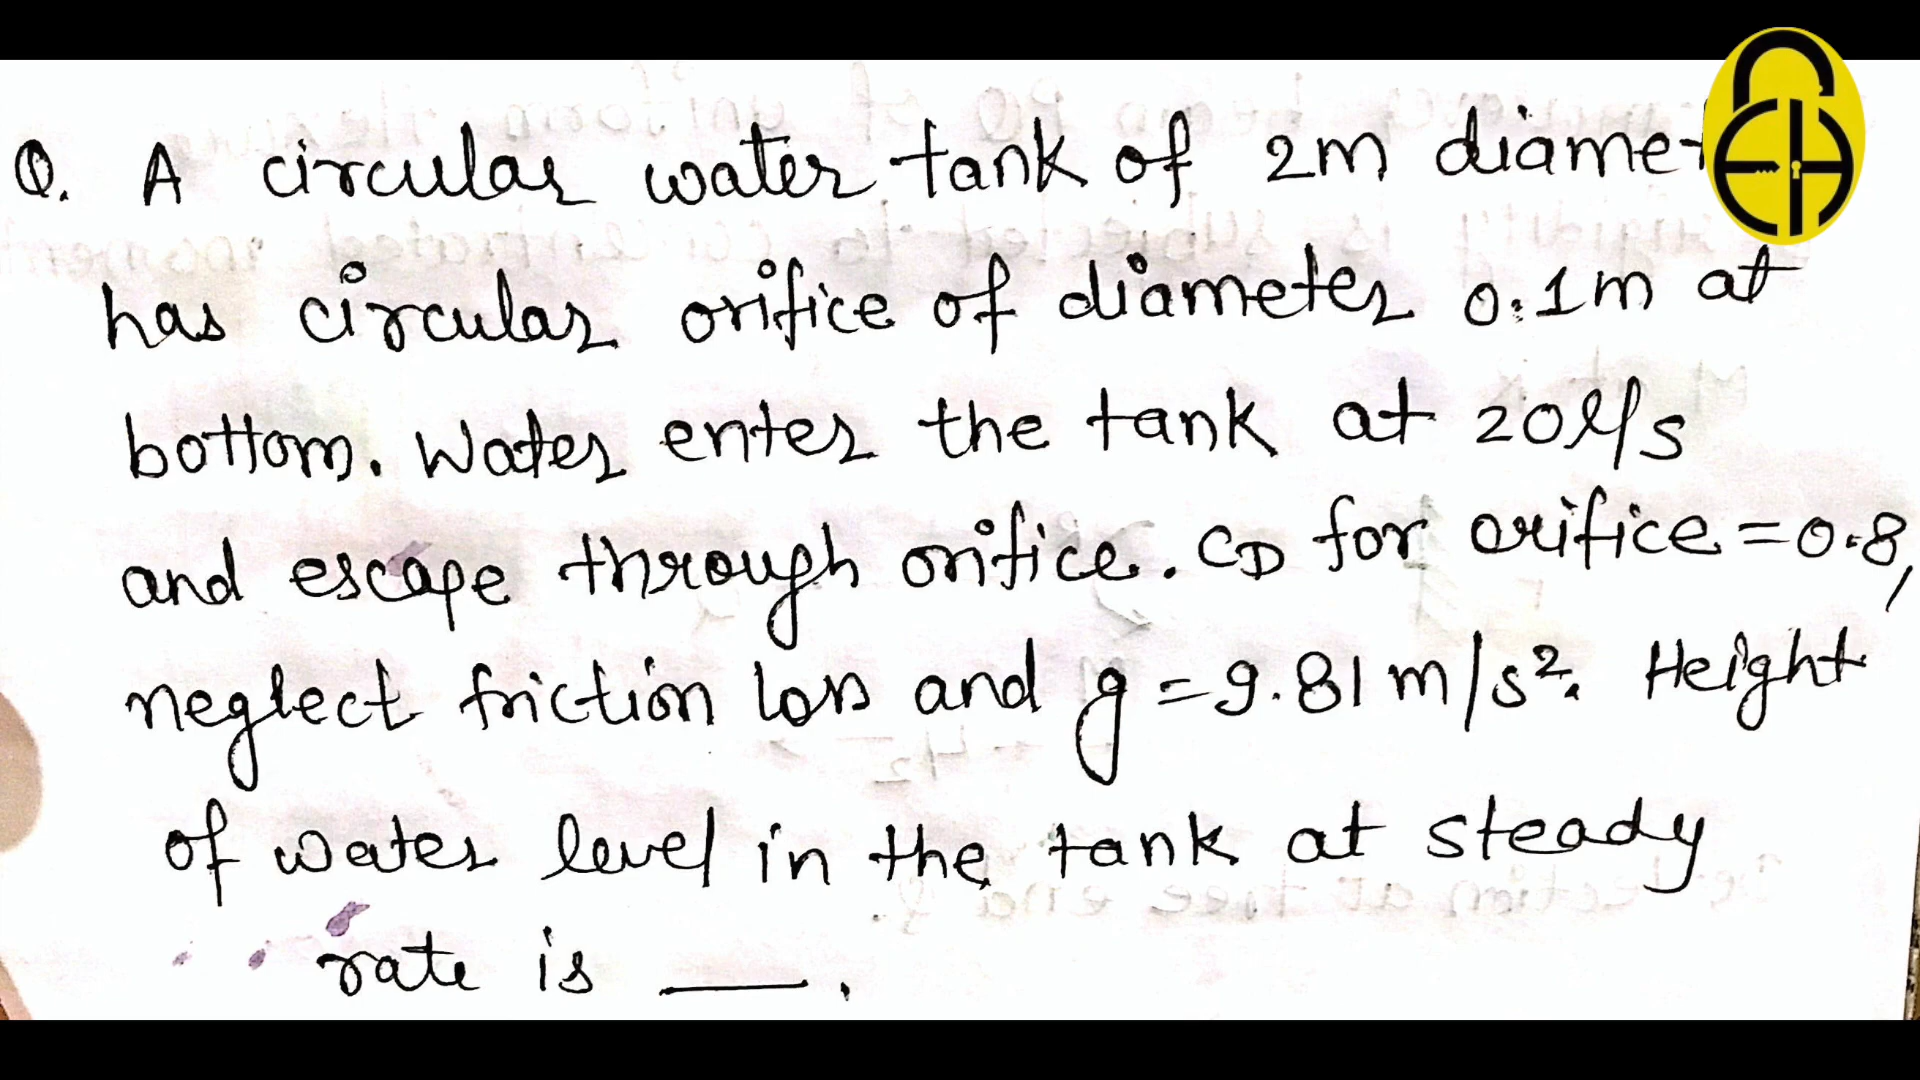 Q. A circular water tank of 2m diamet
has circular orifice of diameter 0.1m at
bottom. Water enter the tank at 20l/s
and escape through orifice. CD for orifice = 0.8,
neglect friction loss and g = 9.81 m/s². Height
of water level in the tank at steady
rate is ___.